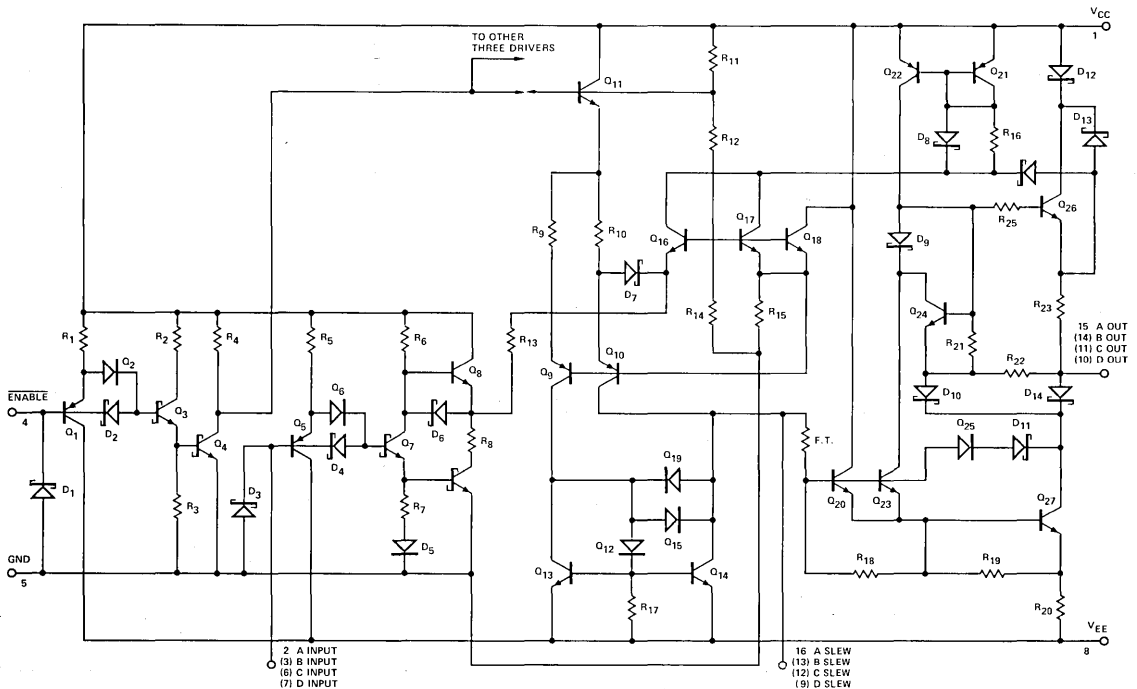 VCC
1
TO OTHER
THREE DRIVERS
R11
Q11
Q22
Q21
D12
D8
R16
D13
R12
Q17
Q26
R25
R9
R10
Q16
Q18
D9
D7
R14
R15
Q24
R23
R1
R2
R4
R5
R6
R13
R21
R22
15 A OUT
(14) B OUT
(11) C OUT
(10) D OUT
Q2
Q8
Q9
Q10
Q6
D10
D14
ENABLE
4
Q1
D2
Q3
Q4
Q5
D4
Q7
D6
R8
F.T.
Q25
D11
D1
R3
D3
R7
Q19
Q20
Q23
Q27
Q15
Q12
D5
GND
5
Q13
Q14
R18
R19
R17
R20
VEE
8
2 A INPUT
(3) B INPUT
(6) C INPUT
(7) D INPUT
16 A SLEW
(13) B SLEW
(12) C SLEW
(9) D SLEW